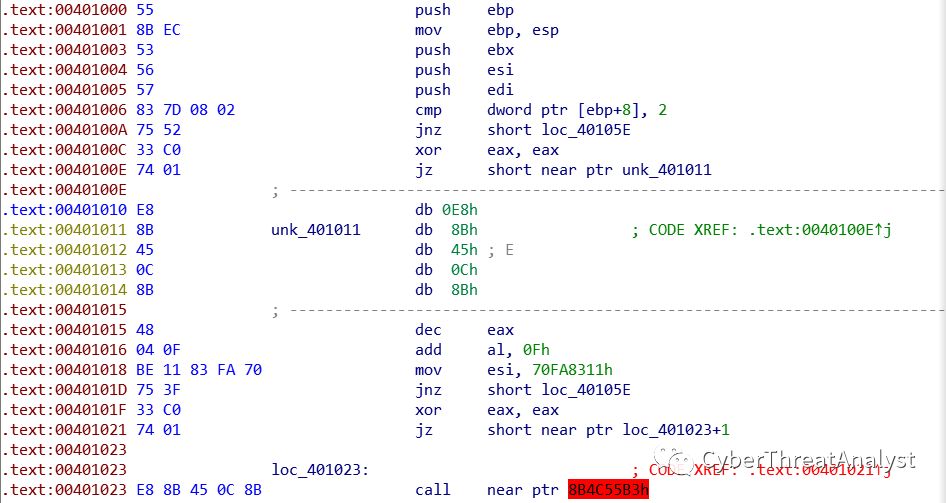 .text:00401000 55 push ebp
.text:00401001 8B EC mov ebp, esp
.text:00401003 53 push ebx
.text:00401004 56 push esi
.text:00401005 57 push edi
.text:00401006 83 7D 08 02 cmp dword ptr [ebp+8], 2
.text:0040100A 75 52 jnz short loc_40105E
.text:0040100C 33 C0 xor eax, eax
.text:0040100E 74 01 jz short near ptr unk_401011
.text:0040100E ; ---------------------------------------------------------------------------
.text:00401010 E8 db 0E8h
.text:00401011 8B unk_401011 db 8Bh ; CODE XREF: .text:0040100E↑j
.text:00401012 45 db 45h ; E
.text:00401013 0C db 0Ch
.text:00401014 8B db 8Bh
.text:00401015 ; ---------------------------------------------------------------------------
.text:00401015 48 dec eax
.text:00401016 04 0F add al, 0Fh
.text:00401018 BE 11 83 FA 70 mov esi, 70FA8311h
.text:0040101D 75 3F jnz short loc_40105E
.text:0040101F 33 C0 xor eax, eax
.text:00401021 74 01 jz short near ptr loc_401023+1
.text:00401023
.text:00401023 loc_401023: ; CODE XREF: .text:00401021↑j
CyberThreatAnalyst
.text:00401023 E8 8B 45 0C 8B call near ptr 8B4C55B3h